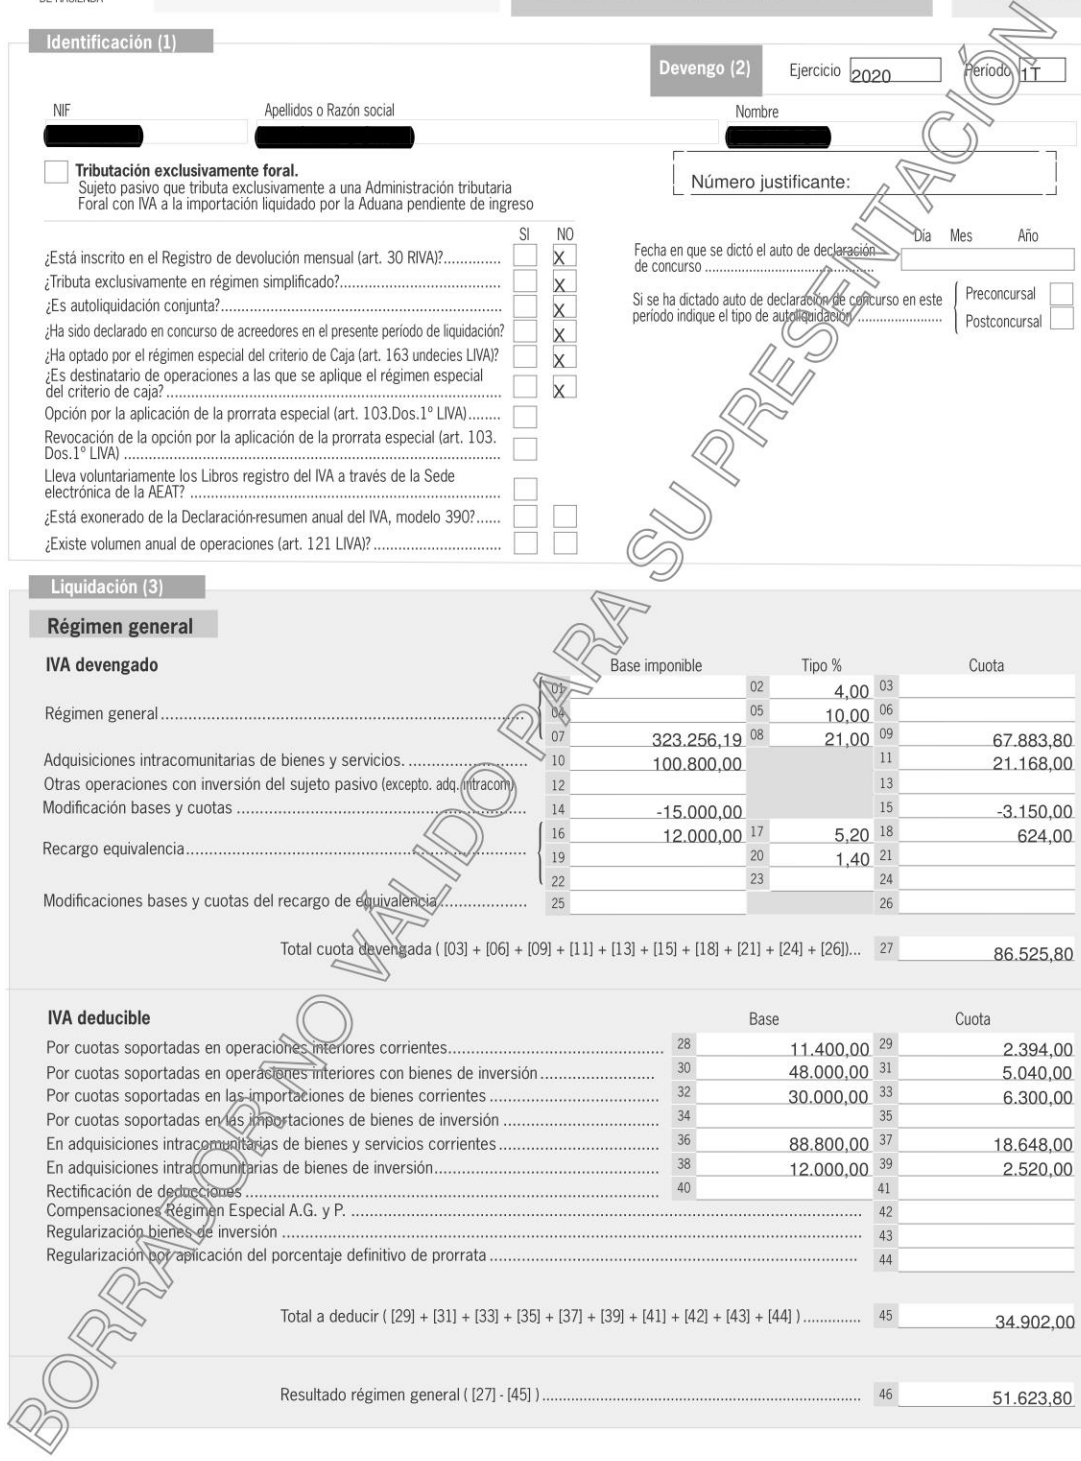 DE HACIENDA
Identificación (1)
Devengo (2) Ejercicio 2020 Período 1T
NIF Apellidos o Razón social Nombre
Tributación exclusivamente foral.
Sujeto pasivo que tributa exclusivamente a una Administración tributaria
Foral con IVA a la importación liquidado por la Aduana pendiente de ingreso
Número justificante:
SI NO
¿Está inscrito en el Registro de devolución mensual (art. 30 RIVA)?.............. X
¿Tributa exclusivamente en régimen simplificado?........................................ X
¿Es autoliquidación conjunta?..................................................................... X
¿Ha sido declarado en concurso de acreedores en el presente período de liquidación? X
¿Ha optado por el régimen especial del criterio de Caja (art. 163 undecies LIVA)? X
¿Es destinatario de operaciones a las que se aplique el régimen especial
del criterio de caja?................................................................................... X
Opción por la aplicación de la prorrata especial (art. 103.Dos.1º LIVA)........
Revocación de la opción por la aplicación de la prorrata especial (art. 103.
Dos.1º LIVA) ..........................................................................................
Lleva voluntariamente los Libros registro del IVA a través de la Sede
electrónica de la AEAT? ............................................................................
¿Está exonerado de la Declaración-resumen anual del IVA, modelo 390?......
¿Existe volumen anual de operaciones (art. 121 LIVA)?...............................
Día Mes Año
Fecha en que se dictó el auto de declaración
de concurso ................................................
Si se ha dictado auto de declaración de concurso en este
período indique el tipo de autoliquidación ......................
Preconcursal
Postconcursal
Liquidación (3)
Régimen general
IVA devengado Base imponible Tipo % Cuota
01 02 4,00 03
Régimen general ........................................................................ 04 05 10,00 06
07 323.256,19 08 21,00 09 67.883,80
Adquisiciones intracomunitarias de bienes y servicios. .......................... 10 100.800,00 11 21.168,00
Otras operaciones con inversión del sujeto pasivo (excepto. adq. intracom) 12 13
Modificación bases y cuotas .............................................................. 14 -15.000,00 15 -3.150,00
16 12.000,00 17 5,20 18 624,00
Recargo equivalencia........................................................................ 19 20 1,40 21
22 23 24
Modificaciones bases y cuotas del recargo de equivalencia ................... 25 26
Total cuota devengada ( [03] + [06] + [09] + [11] + [13] + [15] + [18] + [21] + [24] + [26])... 27 86.525,80
IVA deducible Base Cuota
Por cuotas soportadas en operaciones interiores corrientes.............................................. 28 11.400,00 29 2.394,00
Por cuotas soportadas en operaciones interiores con bienes de inversión ........................ 30 48.000,00 31 5.040,00
Por cuotas soportadas en las importaciones de bienes corrientes .................................... 32 30.000,00 33 6.300,00
Por cuotas soportadas en las importaciones de bienes de inversión ................................ 34 35
En adquisiciones intracomunitarias de bienes y servicios corrientes .................................. 36 88.800,00 37 18.648,00
En adquisiciones intracomunitarias de bienes de inversión............................................... 38 12.000,00 39 2.520,00
Rectificación de deducciones ....................................................................................... 40 41
Compensaciones Régimen Especial A.G. y P. .................................................................. 42
Regularización bienes de inversión ................................................................................ 43
Regularización por aplicación del porcentaje definitivo de prorrata .................................... 44
Total a deducir ( [29] + [31] + [33] + [35] + [37] + [39] + [41] + [42] + [43] + [44] ) .............. 45 34.902,00
Resultado régimen general ( [27] - [45] ) ....................................................................... 46 51.623,80
BORRADOR NO VÁLIDO PARA SU PRESENTACIÓN